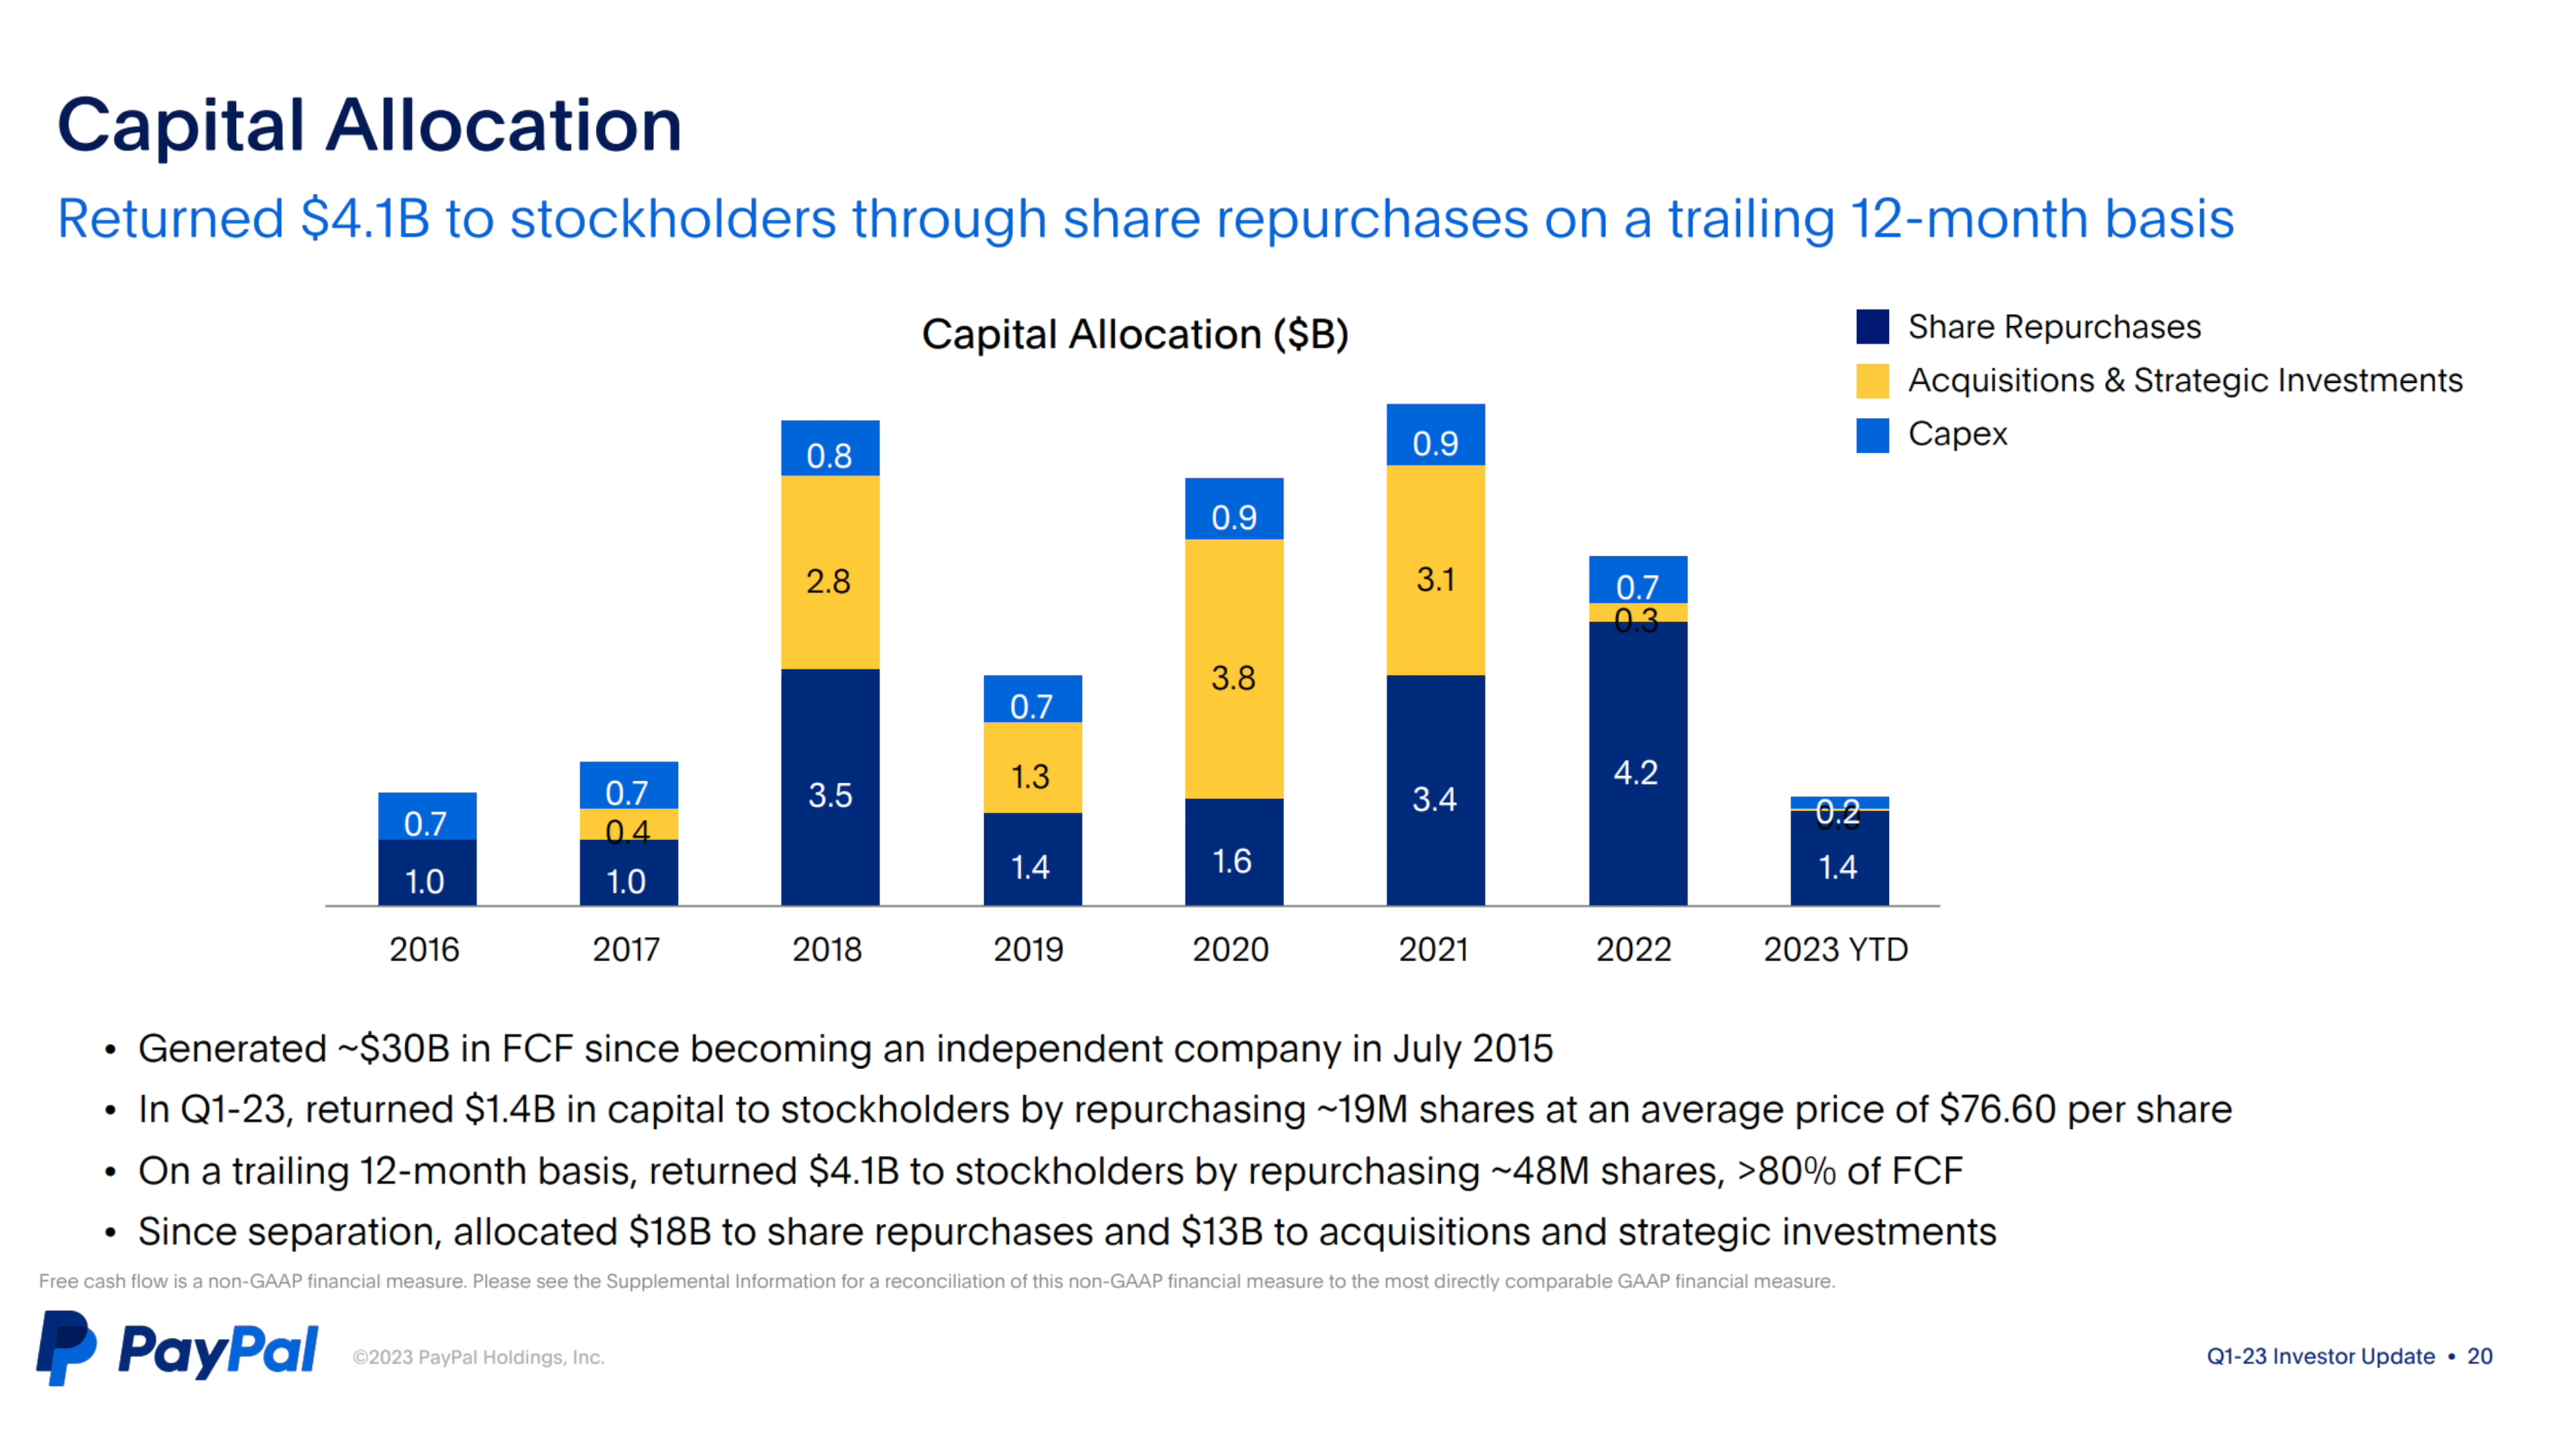 Capital Allocation
Returned $4.1B to stockholders through share repurchases on a trailing 12-month basis
Capital Allocation ($B)
Share Repurchases
Acquisitions & Strategic Investments
Capex
0.7
1.0
0.7
0.4
1.0
0.8
2.8
3.5
0.7
1.3
1.4
0.9
3.8
1.6
0.9
3.1
3.4
0.7
0.3
4.2
0.2
1.4
2016 2017 2018 2019 2020 2021 2022 2023 YTD
• Generated ~$30B in FCF since becoming an independent company in July 2015
• In Q1-23, returned $1.4B in capital to stockholders by repurchasing ~19M shares at an average price of $76.60 per share
• On a trailing 12-month basis, returned $4.1B to stockholders by repurchasing ~48M shares, >80% of FCF
• Since separation, allocated $18B to share repurchases and $13B to acquisitions and strategic investments
Free cash flow is a non-GAAP financial measure. Please see the Supplemental Information for a reconciliation of this non-GAAP financial measure to the most directly comparable GAAP financial measure.
PayPal ©2023 PayPal Holdings, Inc. Q1-23 Investor Update • 20